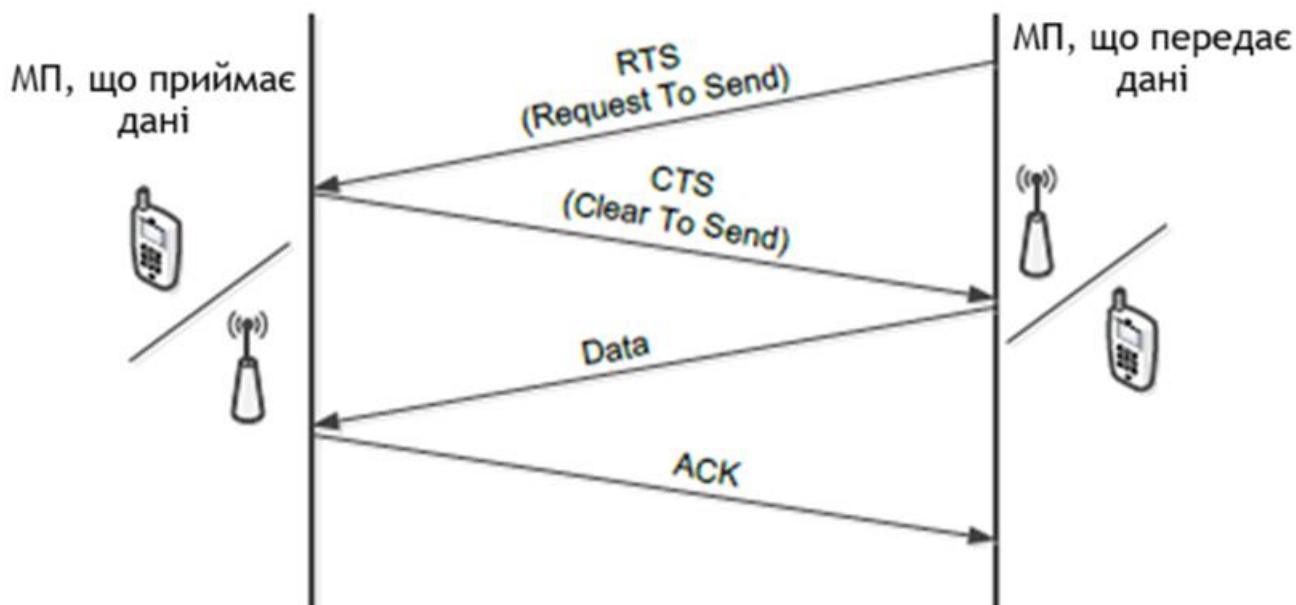 МП, що приймає
дані
RTS
(Request To Send)
МП, що передає
дані
CTS
(Clear To Send)
Data
ACK